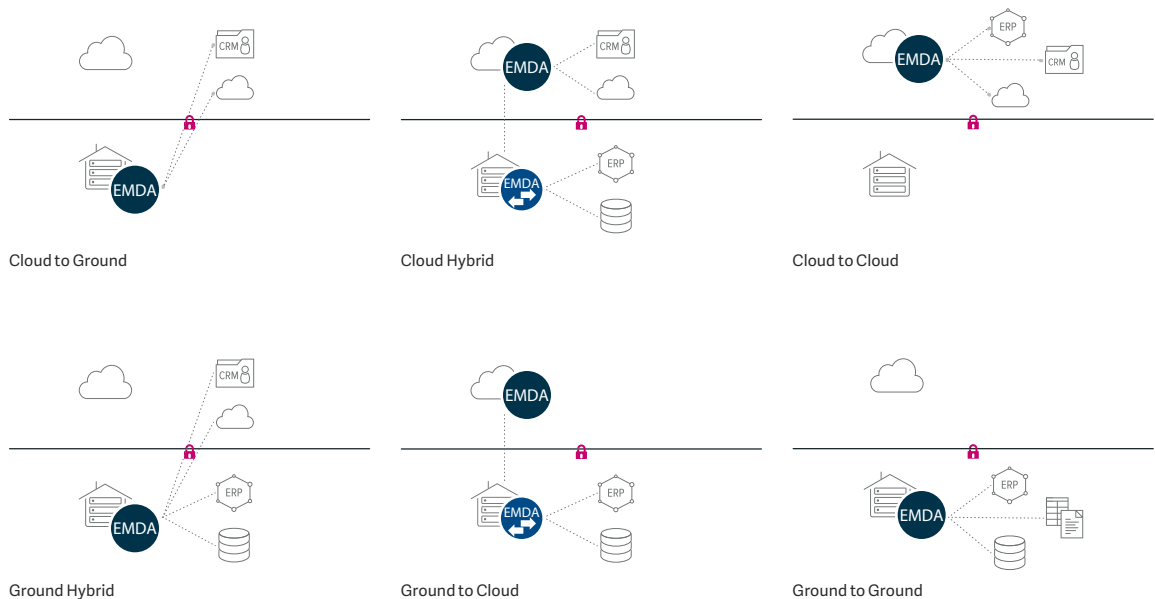 CRM
EMDA
Cloud to Ground
EMDA
CRM
EMDA
ERP
Cloud Hybrid
ERP
EMDA
CRM
Cloud to Cloud
CRM
ERP
EMDA
Ground Hybrid
EMDA
EMDA
ERP
Ground to Cloud
ERP
EMDA
Ground to Ground